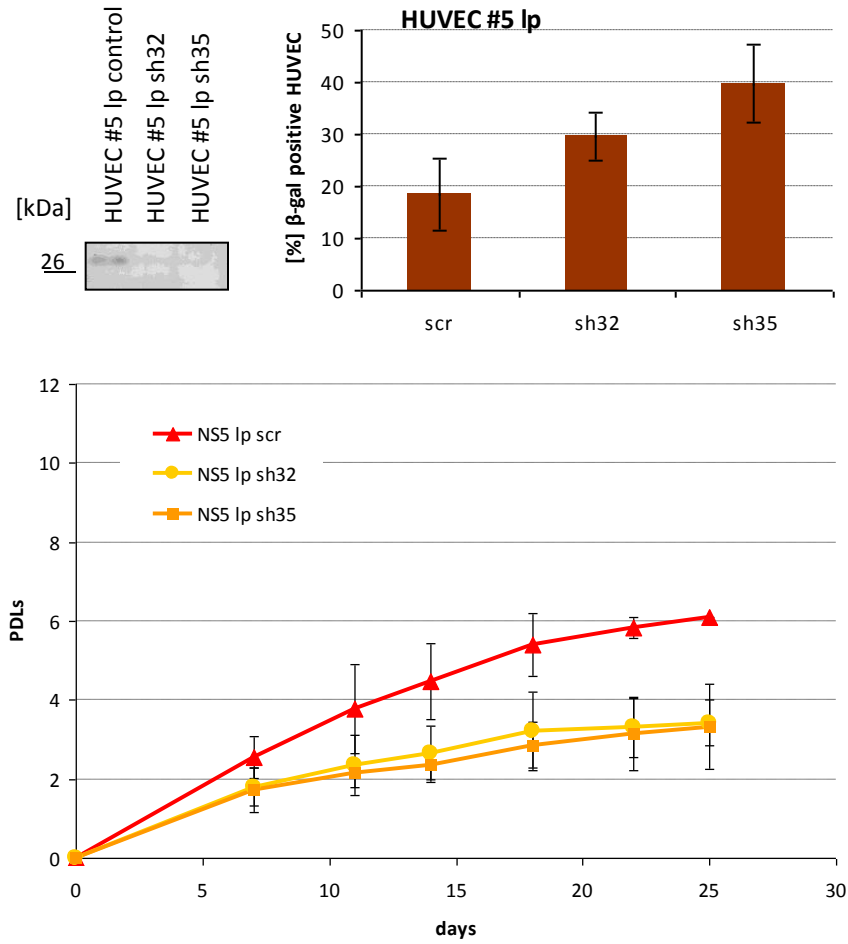 HUVEC #5 lp control
HUVEC #5 lp sh32
HUVEC #5 lp sh35
[kDa]
26
HUVEC #5 lp
[%] β-gal positive HUVEC
50
40
30
20
10
0
scr
sh32
sh35
12
10
8
6
4
2
0
PDLs
NS5 lp scr
NS5 lp sh32
NS5 lp sh35
0
5
10
15
20
25
30
days